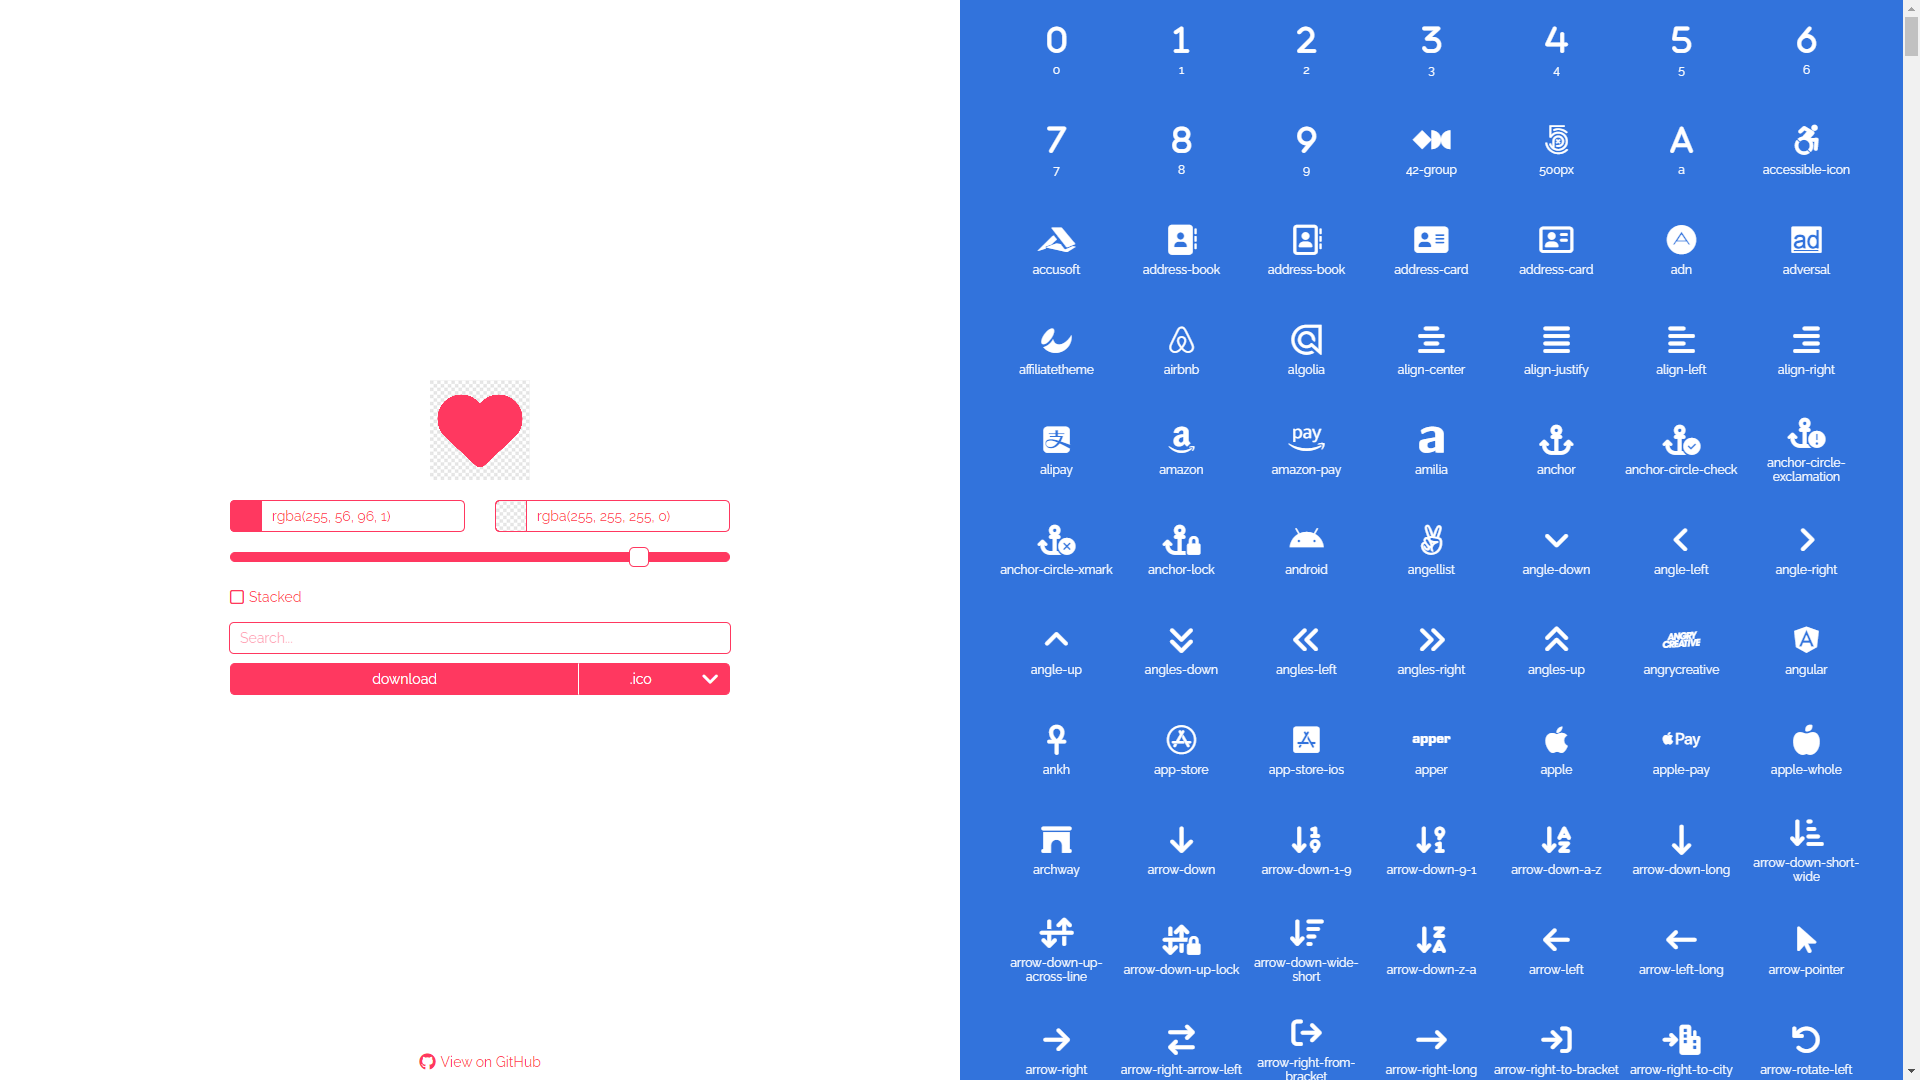 rgba(255, 56, 96, 1)
rgba(255, 255, 255, 0)
Stacked
Search...
download
.ico
View on GitHub
0 1 2 3 4 5 6
0 1 2 3 4 5 6
7 8 9 A
7 8 9 42-group 500px a accessible-icon
ad
accusoft address-book address-book address-card address-card adn adversal
affiliatetheme airbnb algolia align-center align-justify align-left align-right
支 a pay a
alipay amazon amazon-pay amilia anchor anchor-circle-check anchor-circle-
exclamation
anchor-circle-xmark anchor-lock android angellist angle-down angle-left angle-right
ANGRY
CREATIVE
A
angle-up angles-down angles-left angles-right angles-up angrycreative angular
apper Pay
ankh app-store app-store-ios apper apple apple-pay apple-whole
1 9 A
9 1 Z
archway arrow-down arrow-down-1-9 arrow-down-9-1 arrow-down-a-z arrow-down-long arrow-down-short-
wide
Z
A
arrow-down-up-
across-line
arrow-down-up-lock
arrow-down-wide-
short
arrow-down-z-a arrow-left arrow-left-long arrow-pointer
arrow-right arrow-right-arrow-left
arrow-right-from-
bracket
arrow-right-long arrow-right-to-bracket arrow-right-to-city arrow-rotate-left